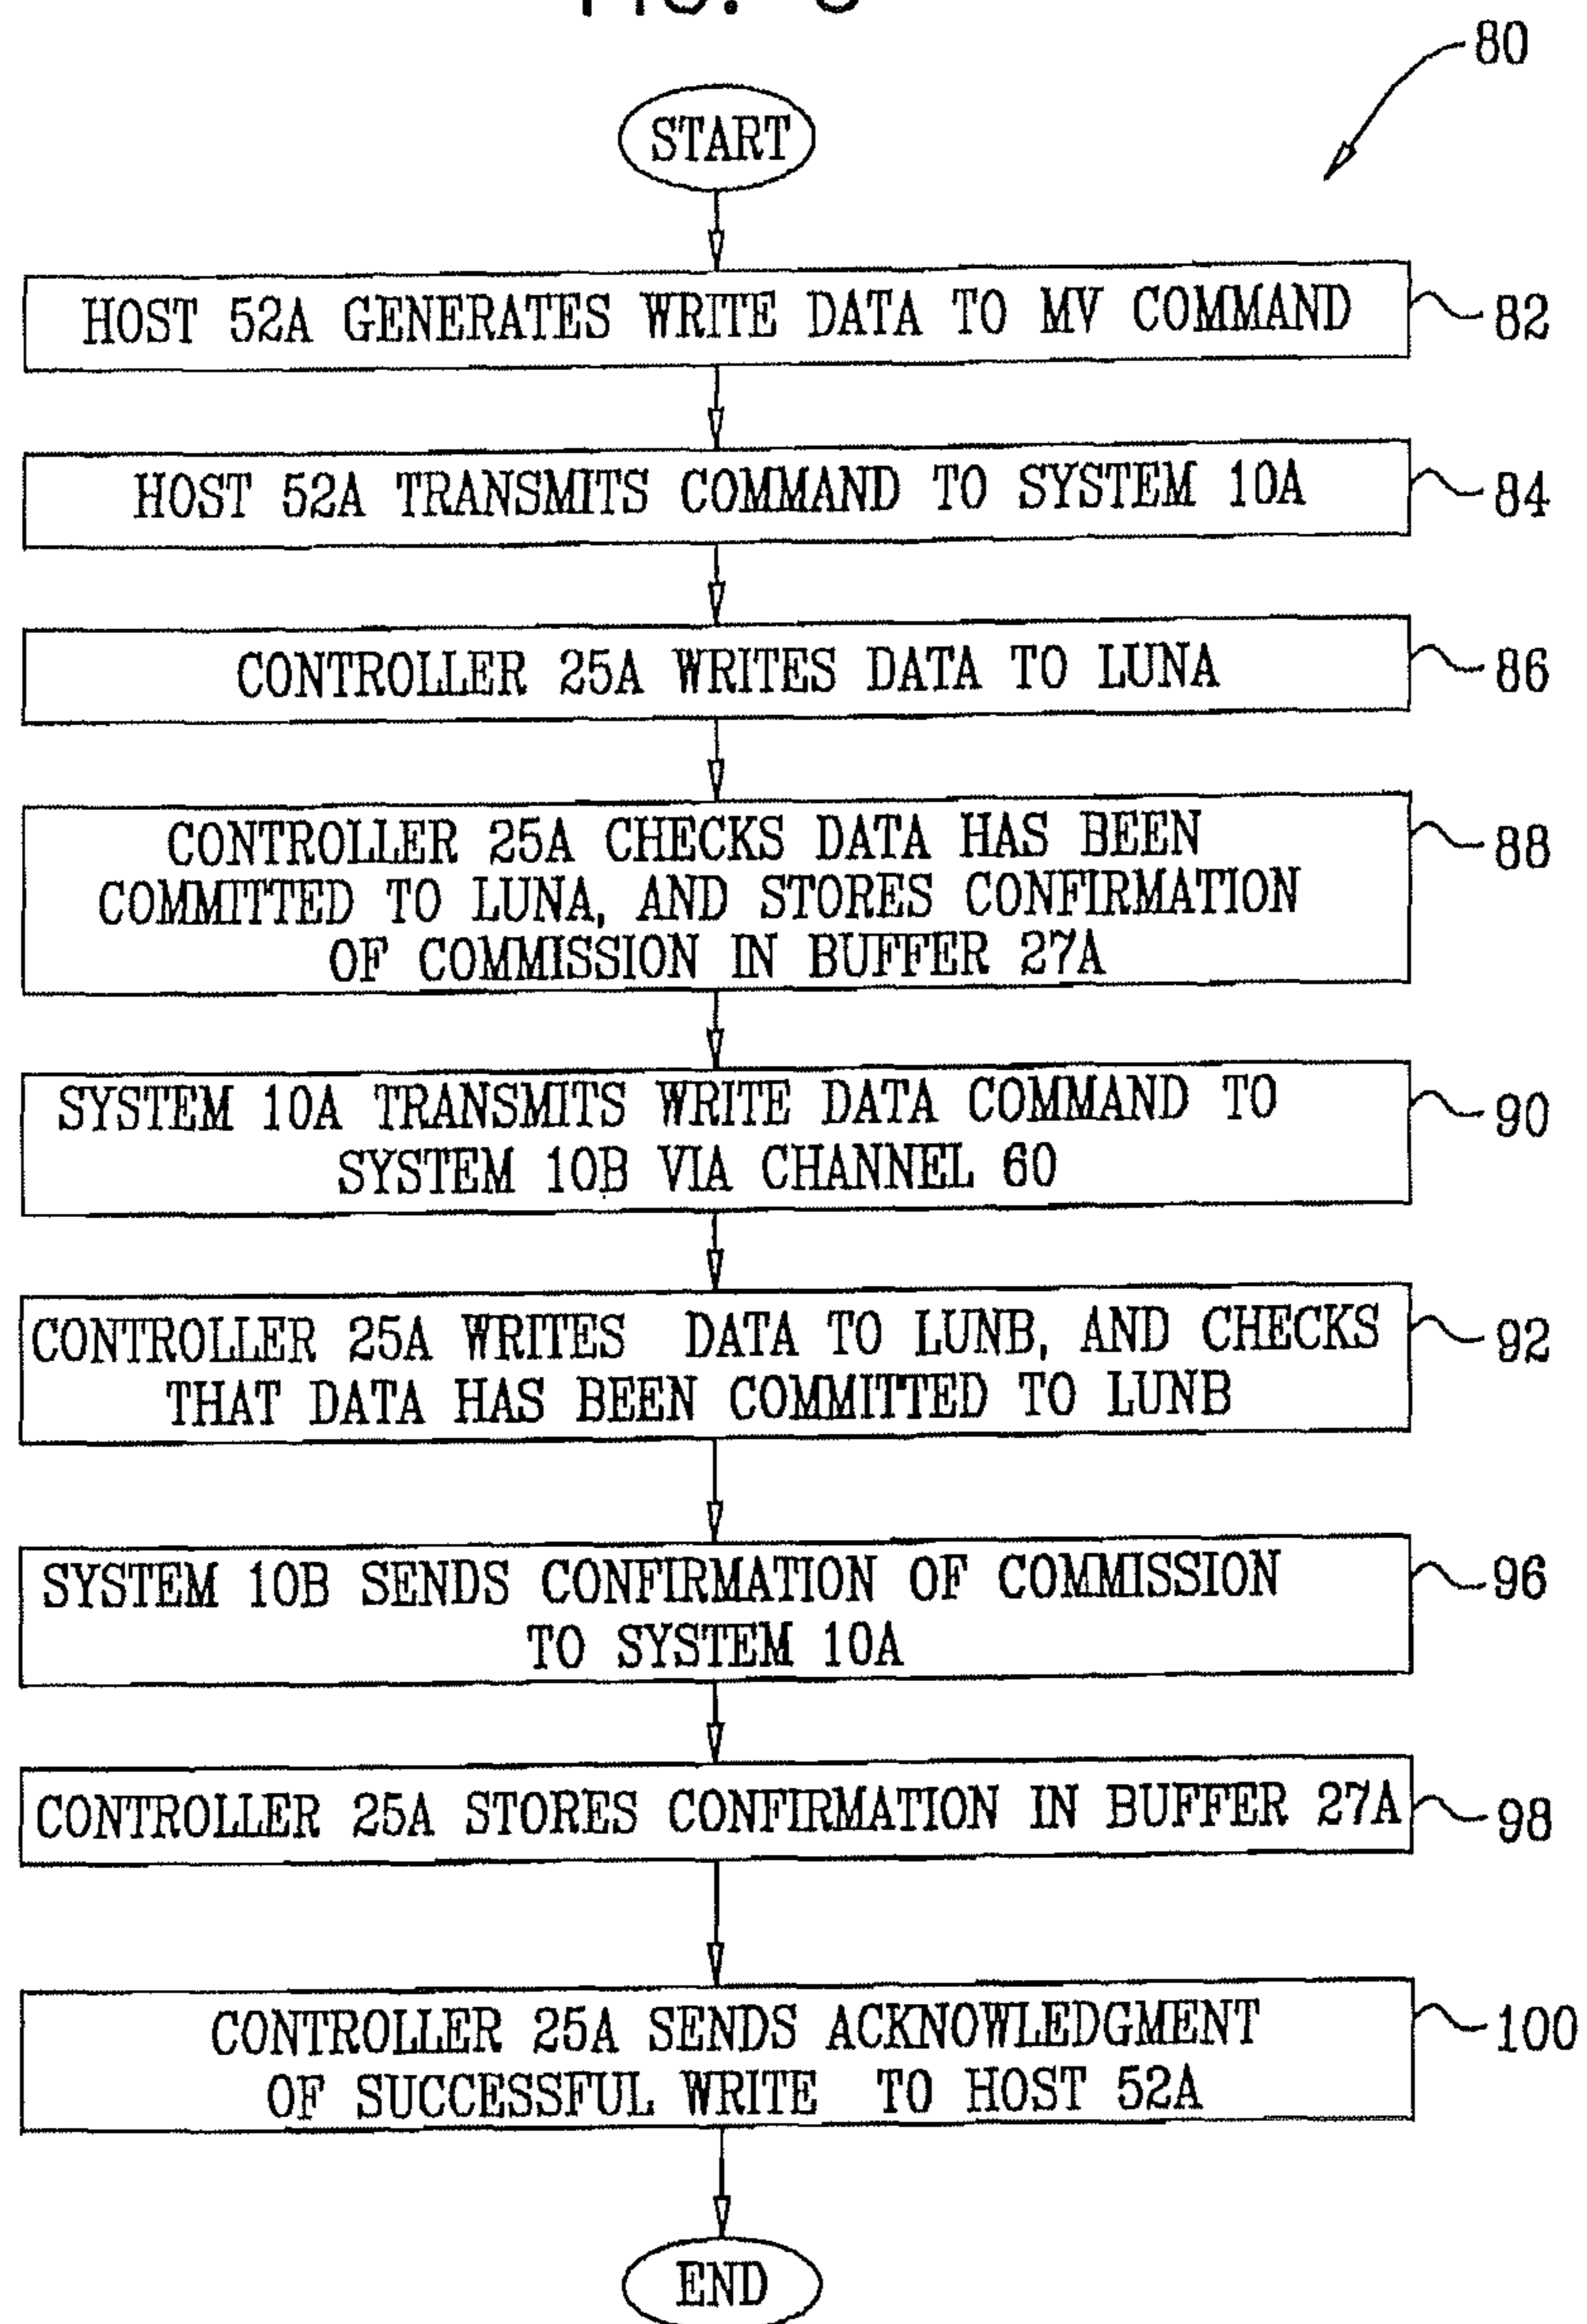 80
START
HOST 52A GENERATES WRITE DATA TO MV COMMAND
82
HOST 52A TRANSMITS COMMAND TO SYSTEM 10A
84
CONTROLLER 25A WRITES DATA TO LUNA
86
CONTROLLER 25A CHECKS DATA HAS BEEN
COMMITTED TO LUNA, AND STORES CONFIRMATION
OF COMMISSION IN BUFFER 27A
88
SYSTEM 10A TRANSMITS WRITE DATA COMMAND TO
SYSTEM 10B VIA CHANNEL 60
90
CONTROLLER 25A WRITES DATA TO LUNB, AND CHECKS
THAT DATA HAS BEEN COMMITTED TO LUNB
92
SYSTEM 10B SENDS CONFIRMATION OF COMMISSION
TO SYSTEM 10A
96
CONTROLLER 25A STORES CONFIRMATION IN BUFFER 27A
98
CONTROLLER 25A SENDS ACKNOWLEDGMENT
OF SUCCESSFUL WRITE TO HOST 52A
100
END